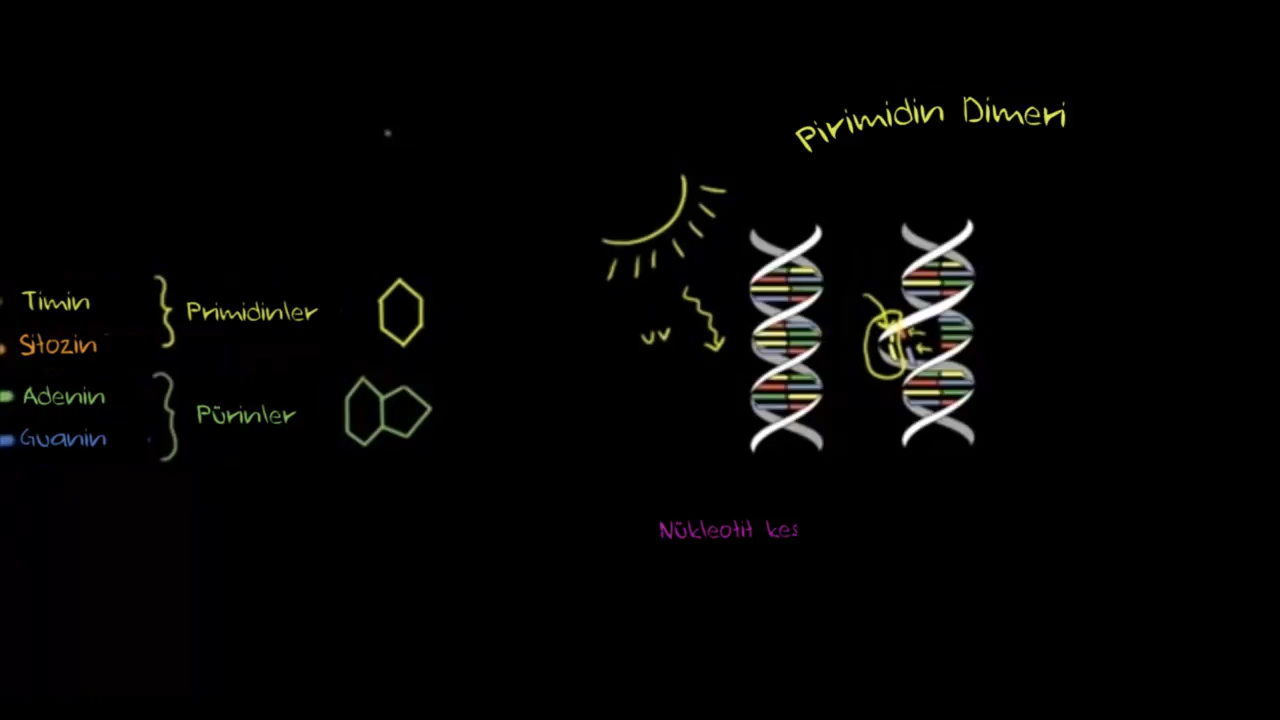 Pirimidin Dimeri
Timin
Sitozin
Primidinler
Adenin
Guanin
Pürinler
UV
Nükleotit kes